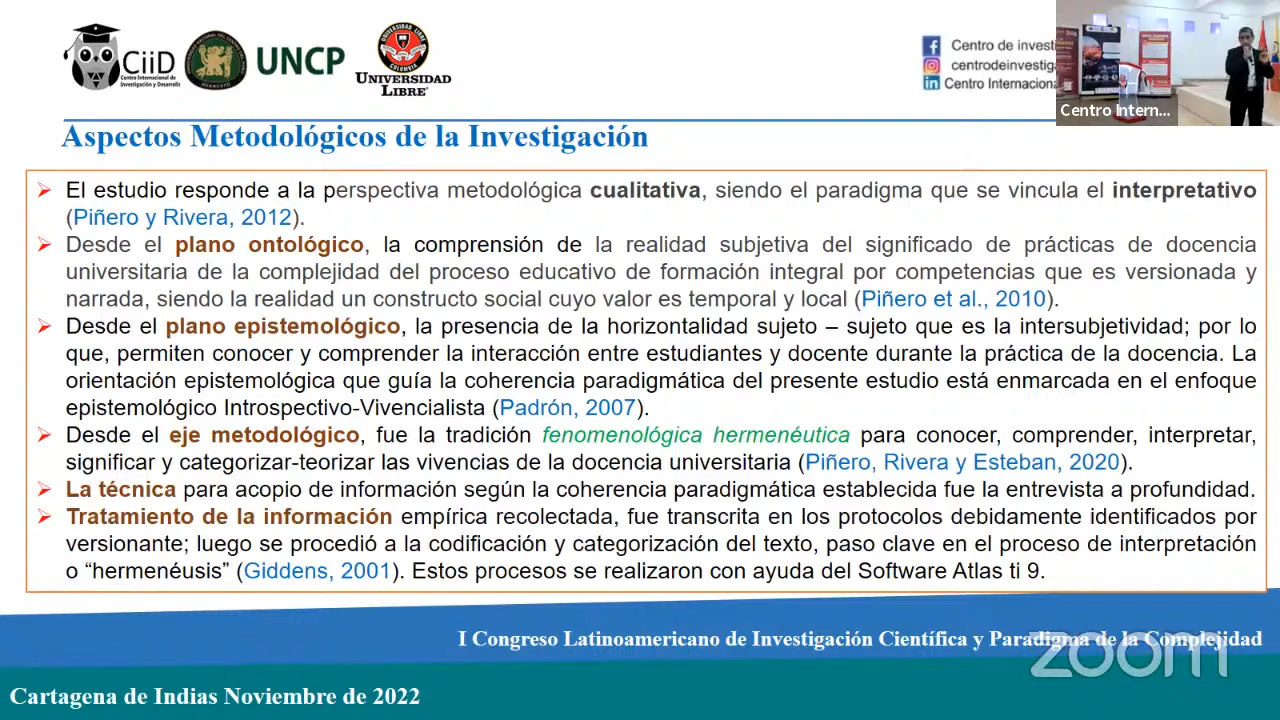 CiiD
Centro Internacional de
Investigación y Desarrollo
UNCP
UNIVERSIDAD LIBRE
COLOMBIA
UNIVERSIDAD
LIBRE
Centro de invest
centrodeinvestiga
Centro Internaciona
Centro Intern...
Aspectos Metodológicos de la Investigación
➢ El estudio responde a la perspectiva metodológica cualitativa, siendo el paradigma que se vincula el interpretativo
(Piñero y Rivera, 2012).
➢ Desde el plano ontológico, la comprensión de la realidad subjetiva del significado de prácticas de docencia
universitaria de la complejidad del proceso educativo de formación integral por competencias que es versionada y
narrada, siendo la realidad un constructo social cuyo valor es temporal y local (Piñero et al., 2010).
➢ Desde el plano epistemológico, la presencia de la horizontalidad sujeto – sujeto que es la intersubjetividad; por lo
que, permiten conocer y comprender la interacción entre estudiantes y docente durante la práctica de la docencia. La
orientación epistemológica que guía la coherencia paradigmática del presente estudio está enmarcada en el enfoque
epistemológico Introspectivo-Vivencialista (Padrón, 2007).
➢ Desde el eje metodológico, fue la tradición fenomenológica hermenéutica para conocer, comprender, interpretar,
significar y categorizar-teorizar las vivencias de la docencia universitaria (Piñero, Rivera y Esteban, 2020).
➢ La técnica para acopio de información según la coherencia paradigmática establecida fue la entrevista a profundidad.
➢ Tratamiento de la información empírica recolectada, fue transcrita en los protocolos debidamente identificados por
versionante; luego se procedió a la codificación y categorización del texto, paso clave en el proceso de interpretación
o “hermenéusis” (Giddens, 2001). Estos procesos se realizaron con ayuda del Software Atlas ti 9.
I Congreso Latinoamericano de Investigación Científica y Paradigma de la Complejidad
zoom
Cartagena de Indias Noviembre de 2022